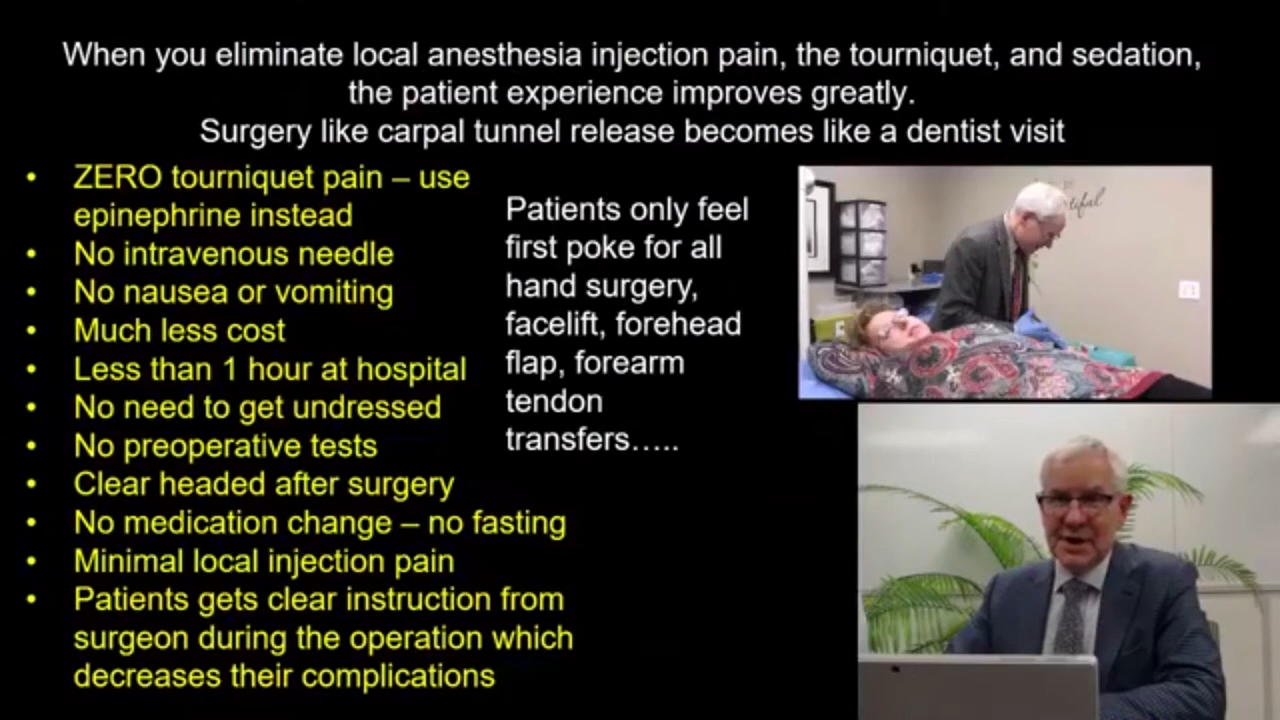 When you eliminate local anesthesia injection pain, the tourniquet, and sedation,
the patient experience improves greatly.
Surgery like carpal tunnel release becomes like a dentist visit
• ZERO tourniquet pain – use
epinephrine instead
• No intravenous needle
• No nausea or vomiting
• Much less cost
• Less than 1 hour at hospital
• No need to get undressed
• No preoperative tests
• Clear headed after surgery
• No medication change – no fasting
• Minimal local injection pain
• Patients gets clear instruction from
surgeon during the operation which
decreases their complications
Patients only feel
first poke for all
hand surgery,
facelift, forehead
flap, forearm
tendon
transfers…..